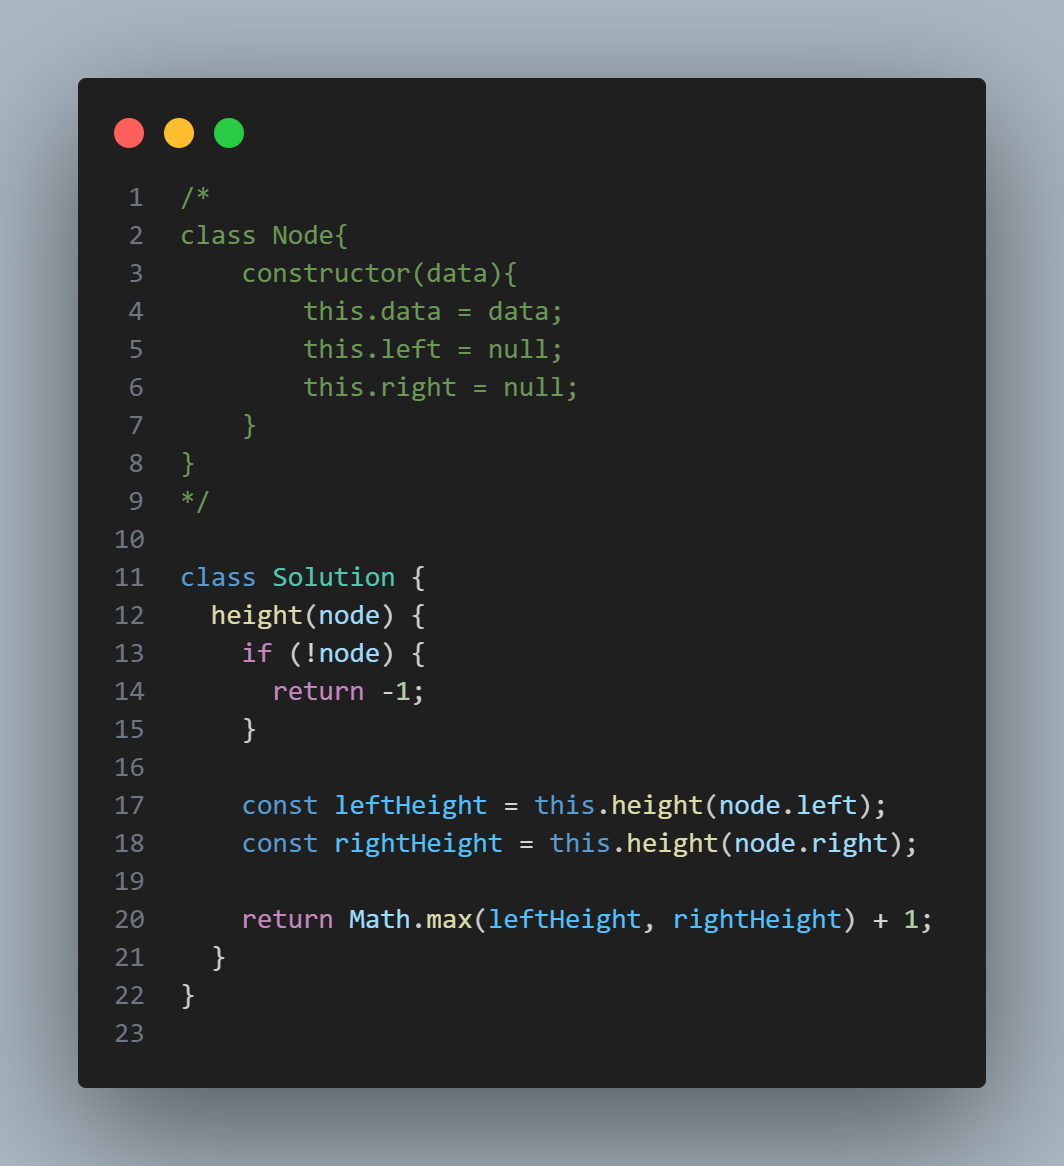 1 /*
2 class Node{
3     constructor(data){
4         this.data = data;
5         this.left = null;
6         this.right = null;
7     }
8 }
9 */
10
11 class Solution {
12   height(node) {
13     if (!node) {
14       return -1;
15     }
16
17     const leftHeight = this.height(node.left);
18     const rightHeight = this.height(node.right);
19
20     return Math.max(leftHeight, rightHeight) + 1;
21   }
22 }
23